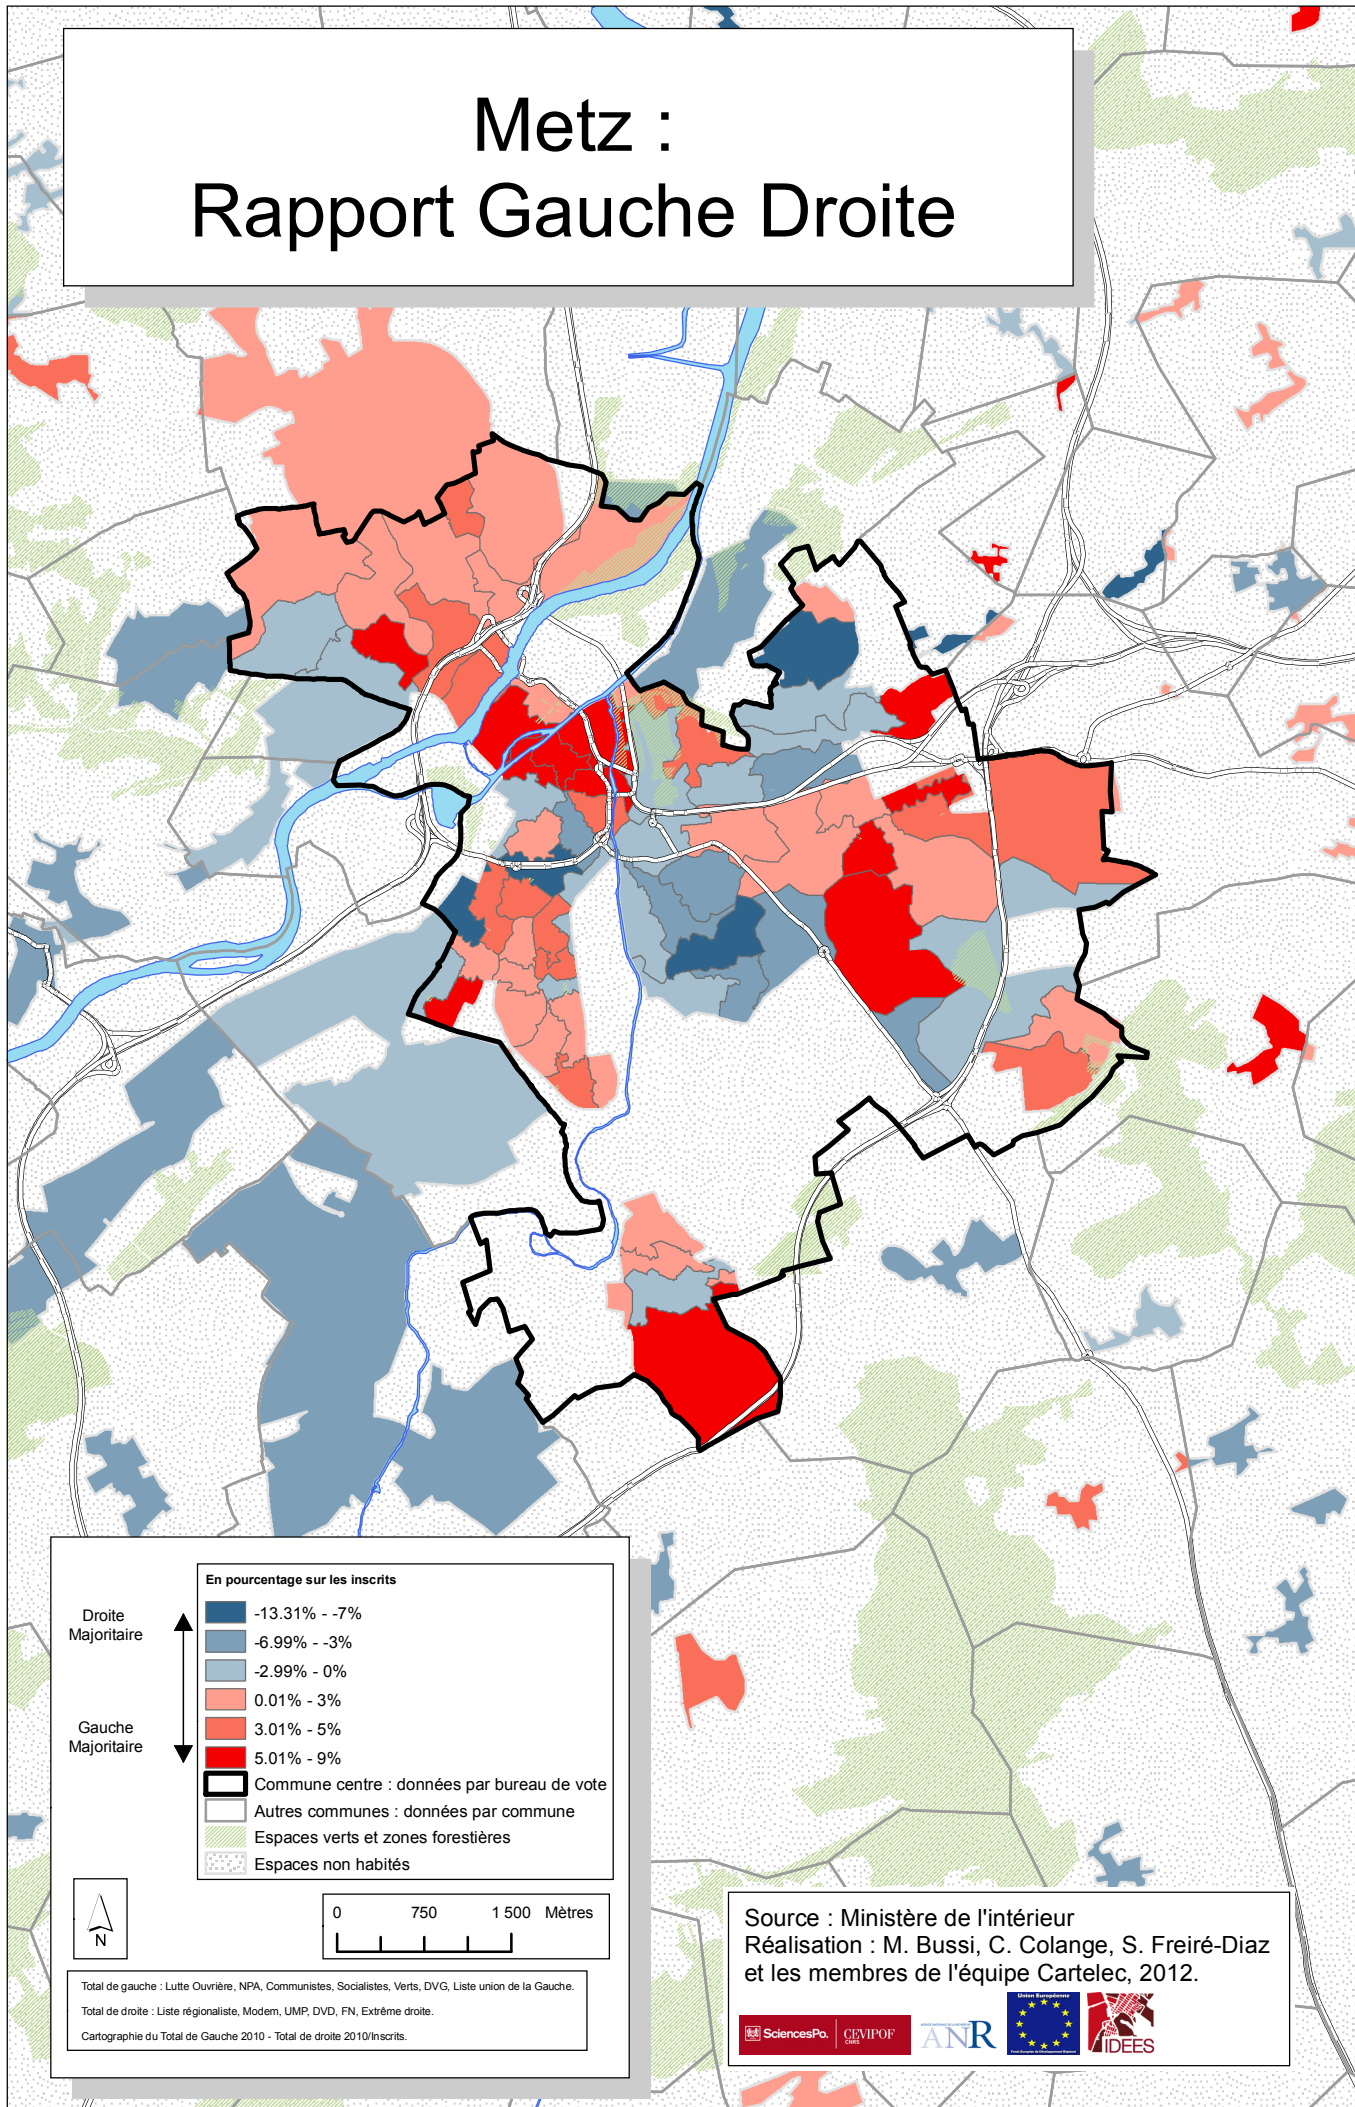 Metz :
Rapport Gauche Droite
En pourcentage sur les inscrits
Droite
Majoritaire
Gauche
Majoritaire
-13.31% - -7%
-6.99% - -3%
-2.99% - 0%
0.01% - 3%
3.01% - 5%
5.01% - 9%
Commune centre : données par bureau de vote
Autres communes : données par commune
Espaces verts et zones forestières
Espaces non habités
N
0 750 1 500 Mètres
Total de gauche : Lutte Ouvrière, NPA, Communistes, Socialistes, Verts, DVG, Liste union de la Gauche.
Total de droite : Liste régionaliste, Modem, UMP, DVD, FN, Extrême droite.
Cartographie du Total de Gauche 2010 - Total de droite 2010/Inscrits.
Source : Ministère de l'intérieur
Réalisation : M. Bussi, C. Colange, S. Freiré-Diaz
et les membres de l'équipe Cartelec, 2012.
SciencesPo.
CEVIPOF
CNRS
ANR
Union Européenne
IDEES